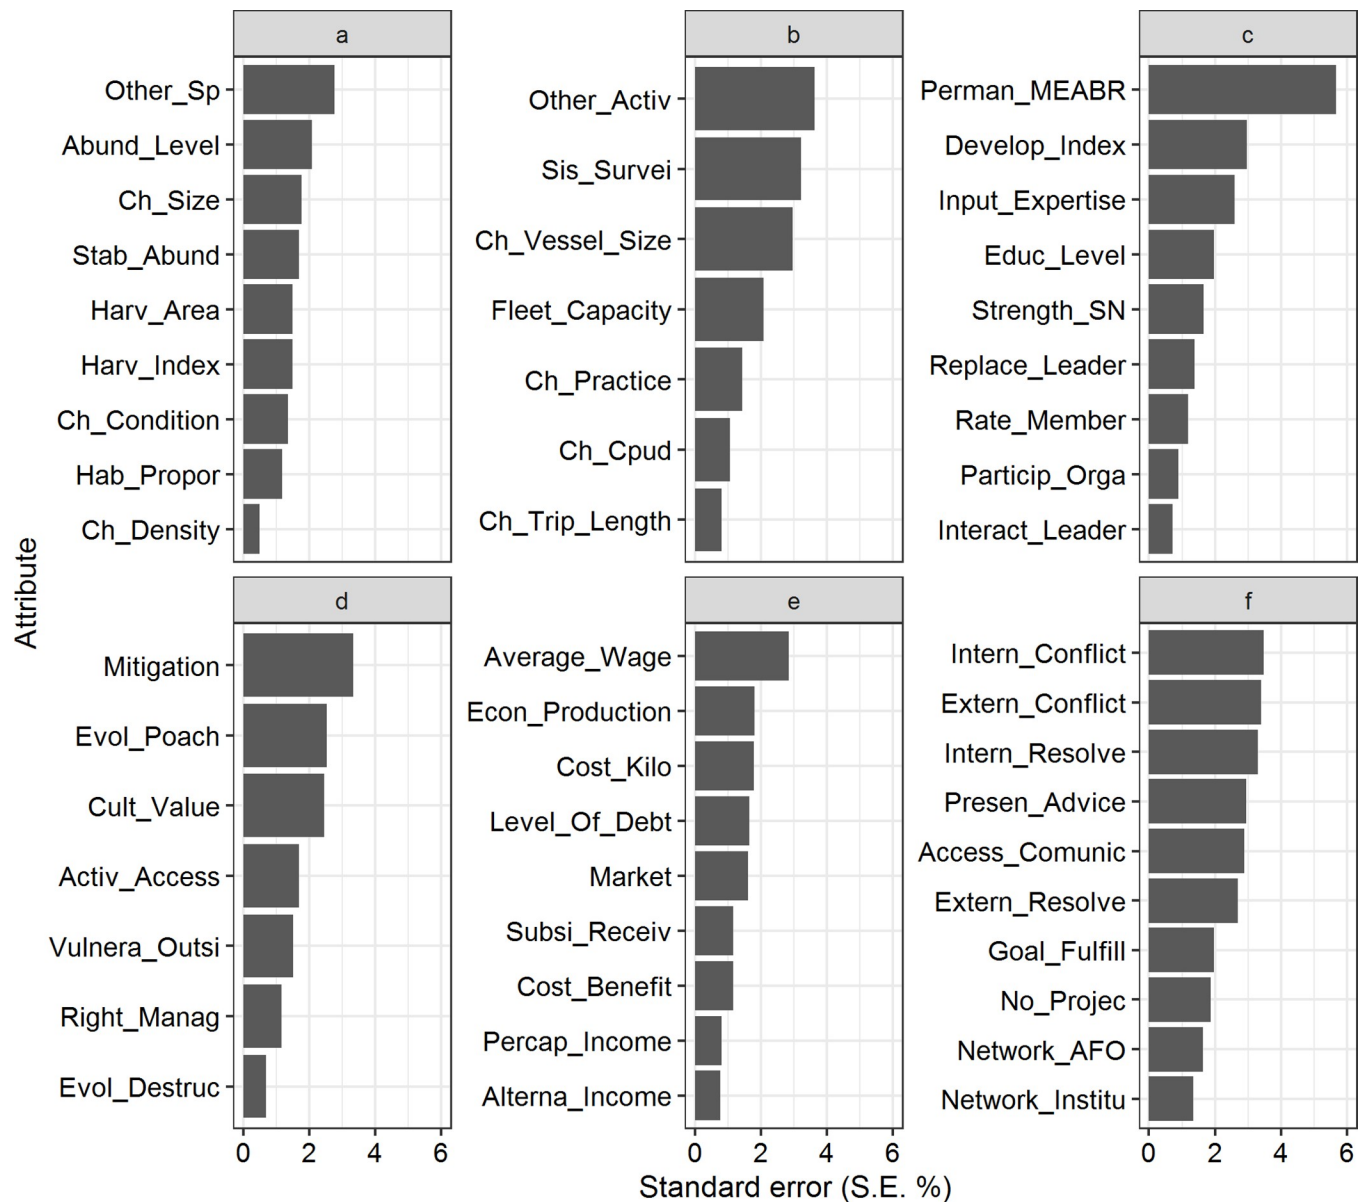 a
Other_Sp
Abund_Level
Ch_Size
Stab_Abund
Harv_Area
Harv_Index
Ch_Condition
Hab_Propor
Ch_Density
b
Other_Activ
Sis_Survei
Ch_Vessel_Size
Fleet_Capacity
Ch_Practice
Ch_Cpud
Ch_Trip_Length
c
Perman_MEABR
Develop_Index
Input_Expertise
Educ_Level
Strength_SN
Replace_Leader
Rate_Member
Particip_Orga
Interact_Leader
Attribute
d
Mitigation
Evol_Poach
Cult_Value
Activ_Access
Vulnera_Outsi
Right_Manag
Evol_Destruc
0 2 4 6
e
Average_Wage
Econ_Production
Cost_Kilo
Level_Of_Debt
Market
Subsi_Receiv
Cost_Benefit
Percap_Income
Alterna_Income
0 2 4 6
f
Intern_Conflict
Extern_Conflict
Intern_Resolve
Presen_Advice
Access_Comunic
Extern_Resolve
Goal_Fulfill
No_Projec
Network_AFO
Network_Institu
0 2 4 6
Standard error (S.E. %)